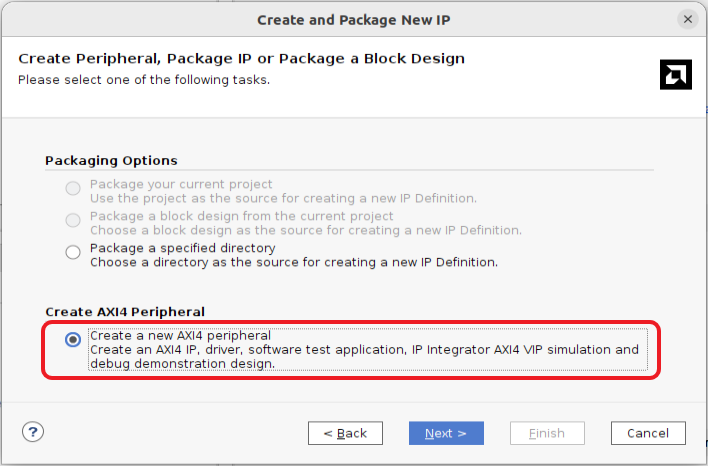 Create and Package New IP
Create Peripheral, Package IP or Package a Block Design
Please select one of the following tasks.
Packaging Options
Package your current project
Use the project as the source for creating a new IP Definition.
Package a block design from the current project
Choose a block design as the source for creating a new IP Definition.
Package a specified directory
Choose a directory as the source for creating a new IP Definition.
Create AXI4 Peripheral
Create a new AXI4 peripheral
Create an AXI4 IP, driver, software test application, IP Integrator AXI4 VIP simulation and
debug demonstration design.
?
< Back
Next >
Finish
Cancel